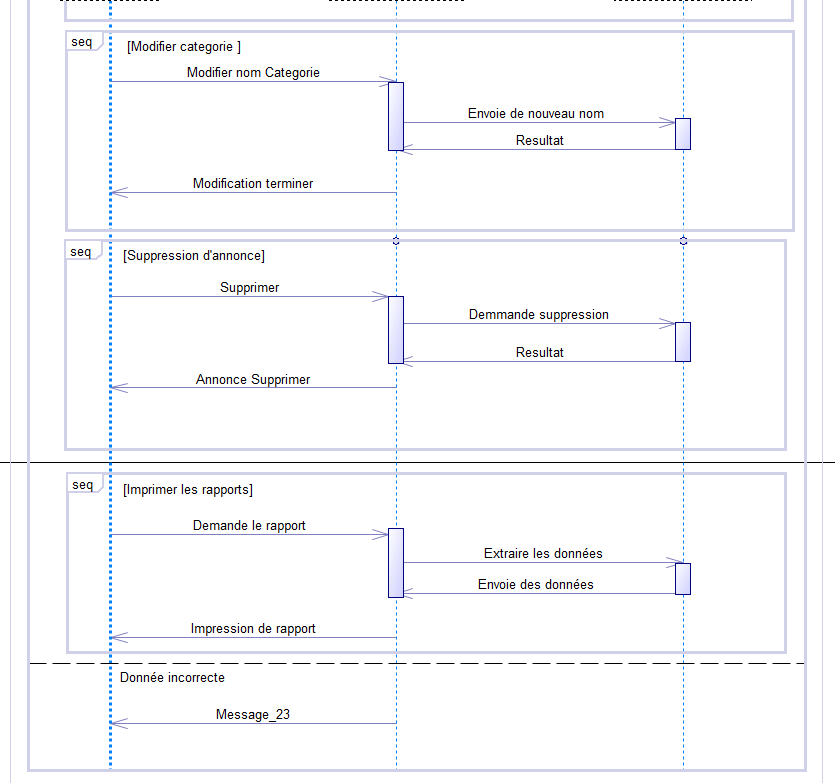 seq
[Modifier categorie ]
Modifier nom Categorie
Envoie de nouveau nom
Resultat
Modification terminer
seq
[Suppression d'annonce]
Supprimer
Demmande suppression
Resultat
Annonce Supprimer
seq
[Imprimer les rapports]
Demande le rapport
Extraire les données
Envoie des données
Impression de rapport
Donnée incorrecte
Message_23